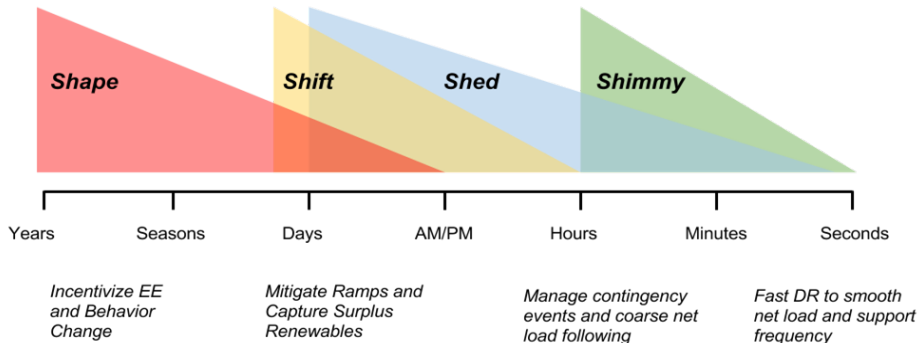 Shape
Shift
Shed
Shimmy
Years
Seasons
Days
AM/PM
Hours
Minutes
Seconds
Incentivize EE
and Behavior
Change
Mitigate Ramps and
Capture Surplus
Renewables
Manage contingency
events and coarse net
load following
Fast DR to smooth
net load and support
frequency